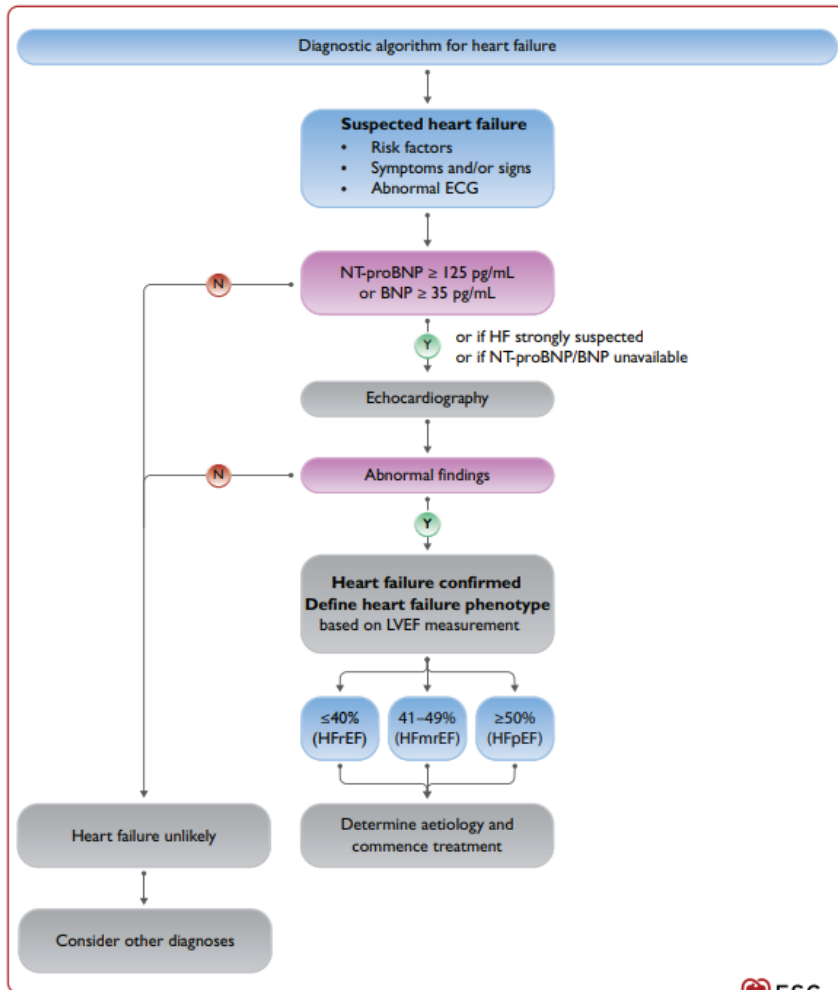 Diagnostic algorithm for heart failure
Suspected heart failure
• Risk factors
• Symptoms and/or signs
• Abnormal ECG
N
NT-proBNP ≥ 125 pg/mL
or BNP ≥ 35 pg/mL
Y
or if HF strongly suspected
or if NT-proBNP/BNP unavailable
Echocardiography
N
Abnormal findings
Y
Heart failure confirmed
Define heart failure phenotype
based on LVEF measurement
≤40%
(HFrEF)
41–49%
(HFmrEF)
≥50%
(HFpEF)
Heart failure unlikely
Determine aetiology and
commence treatment
Consider other diagnoses
ESC